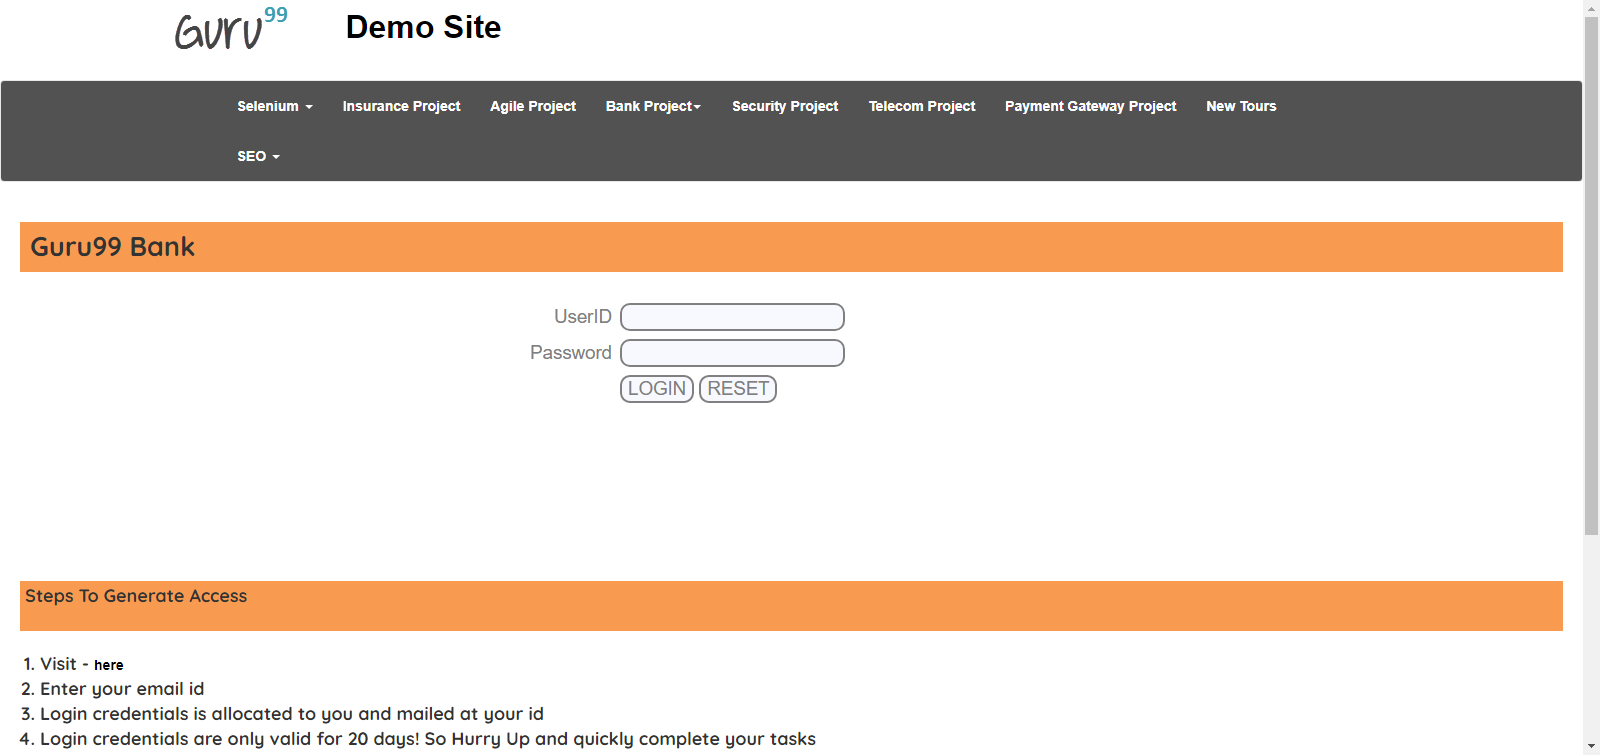 Guru99 Demo Site
Selenium Insurance Project Agile Project Bank Project Security Project Telecom Project Payment Gateway Project New Tours
SEO
Guru99 Bank
UserID
Password
LOGIN RESET
Steps To Generate Access
1. Visit - here
2. Enter your email id
3. Login credentials is allocated to you and mailed at your id
4. Login credentials are only valid for 20 days! So Hurry Up and quickly complete your tasks